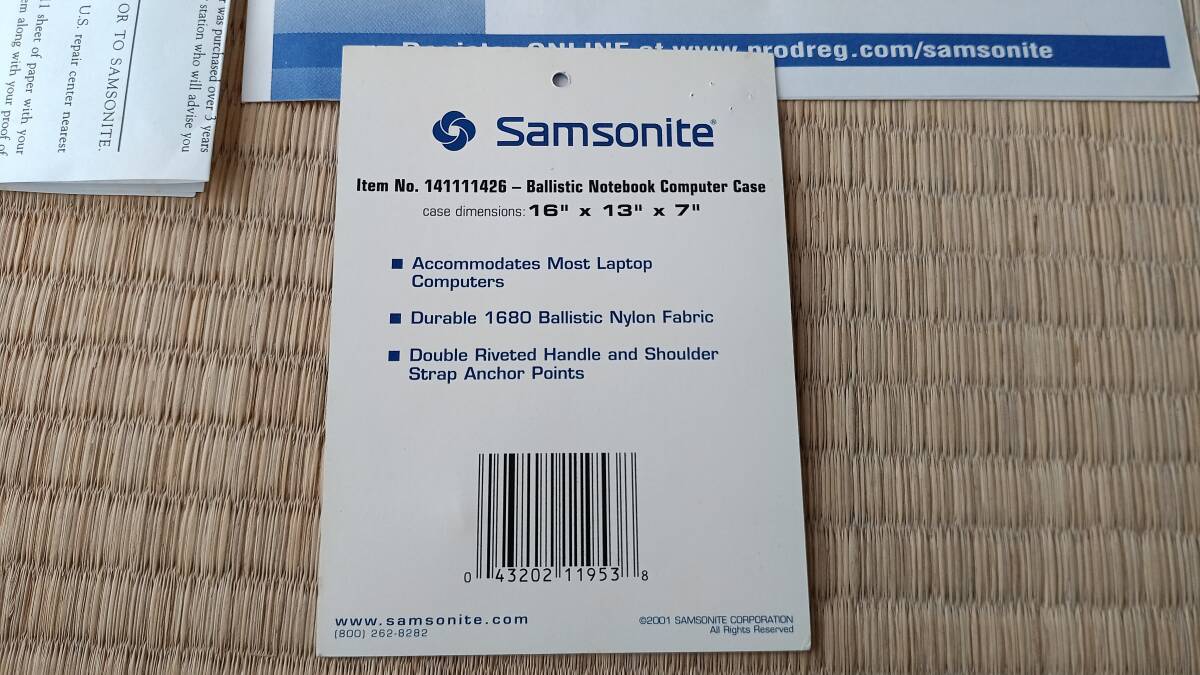 r was purchased over 3 years
station who will advise you
OR TO SAMSONITE.
U.S. repair center nearest
sheet of paper with your
em along with your proof of
ONLINE at www.prodreg.com/samsonite
Samsonite®
Item No. 141111426 – Ballistic Notebook Computer Case
case dimensions: 16" x 13" x 7"
■ Accommodates Most Laptop
Computers
■ Durable 1680 Ballistic Nylon Fabric
■ Double Riveted Handle and Shoulder
Strap Anchor Points
0 43202 11953 8
www.samsonite.com
(800) 262-8282
©2001 SAMSONITE CORPORATION
All Rights Reserved